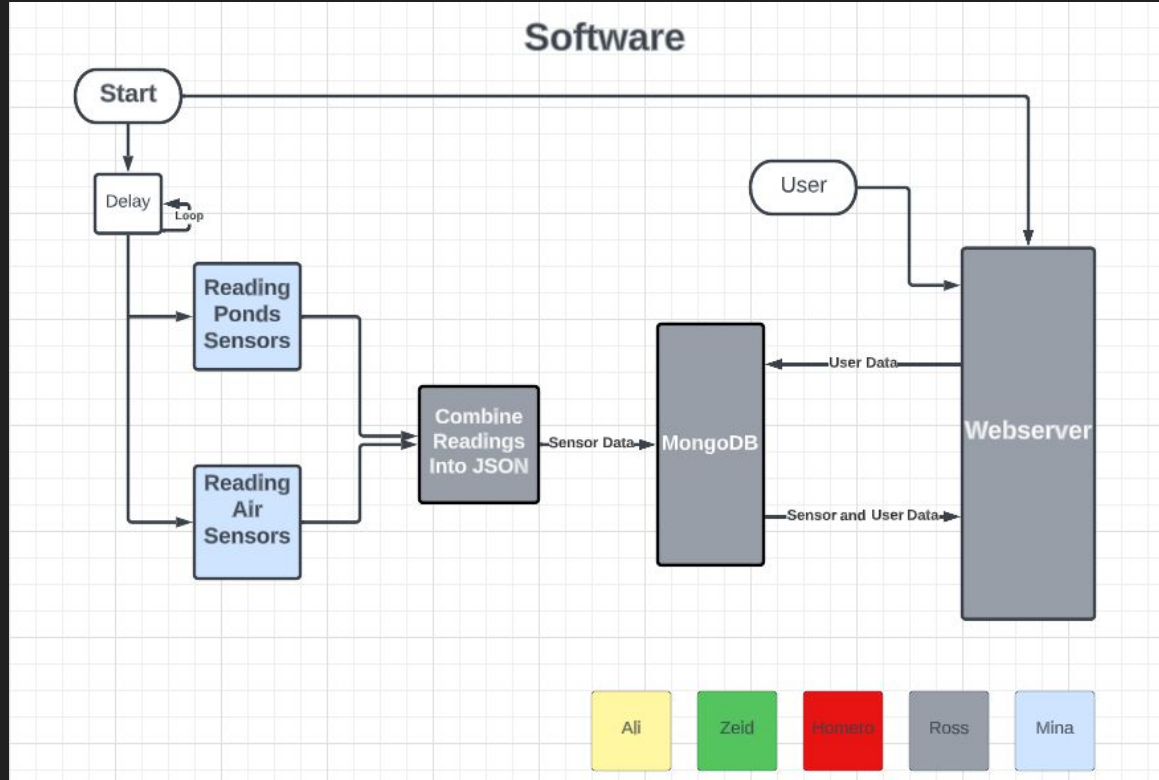 Software
Start
Delay
Loop
User
Reading
Ponds
Sensors
User Data
Combine
Readings
Into JSON
Sensor Data
MongoDB
Webserver
Reading
Air
Sensors
Sensor and User Data
Ali
Zeid
Homero
Ross
Mina